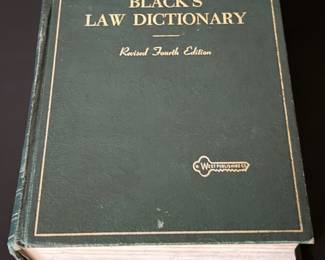 BLACK'S
LAW DICTIONARY
Revised Fourth Edition
WEST PUBLISHING CO.